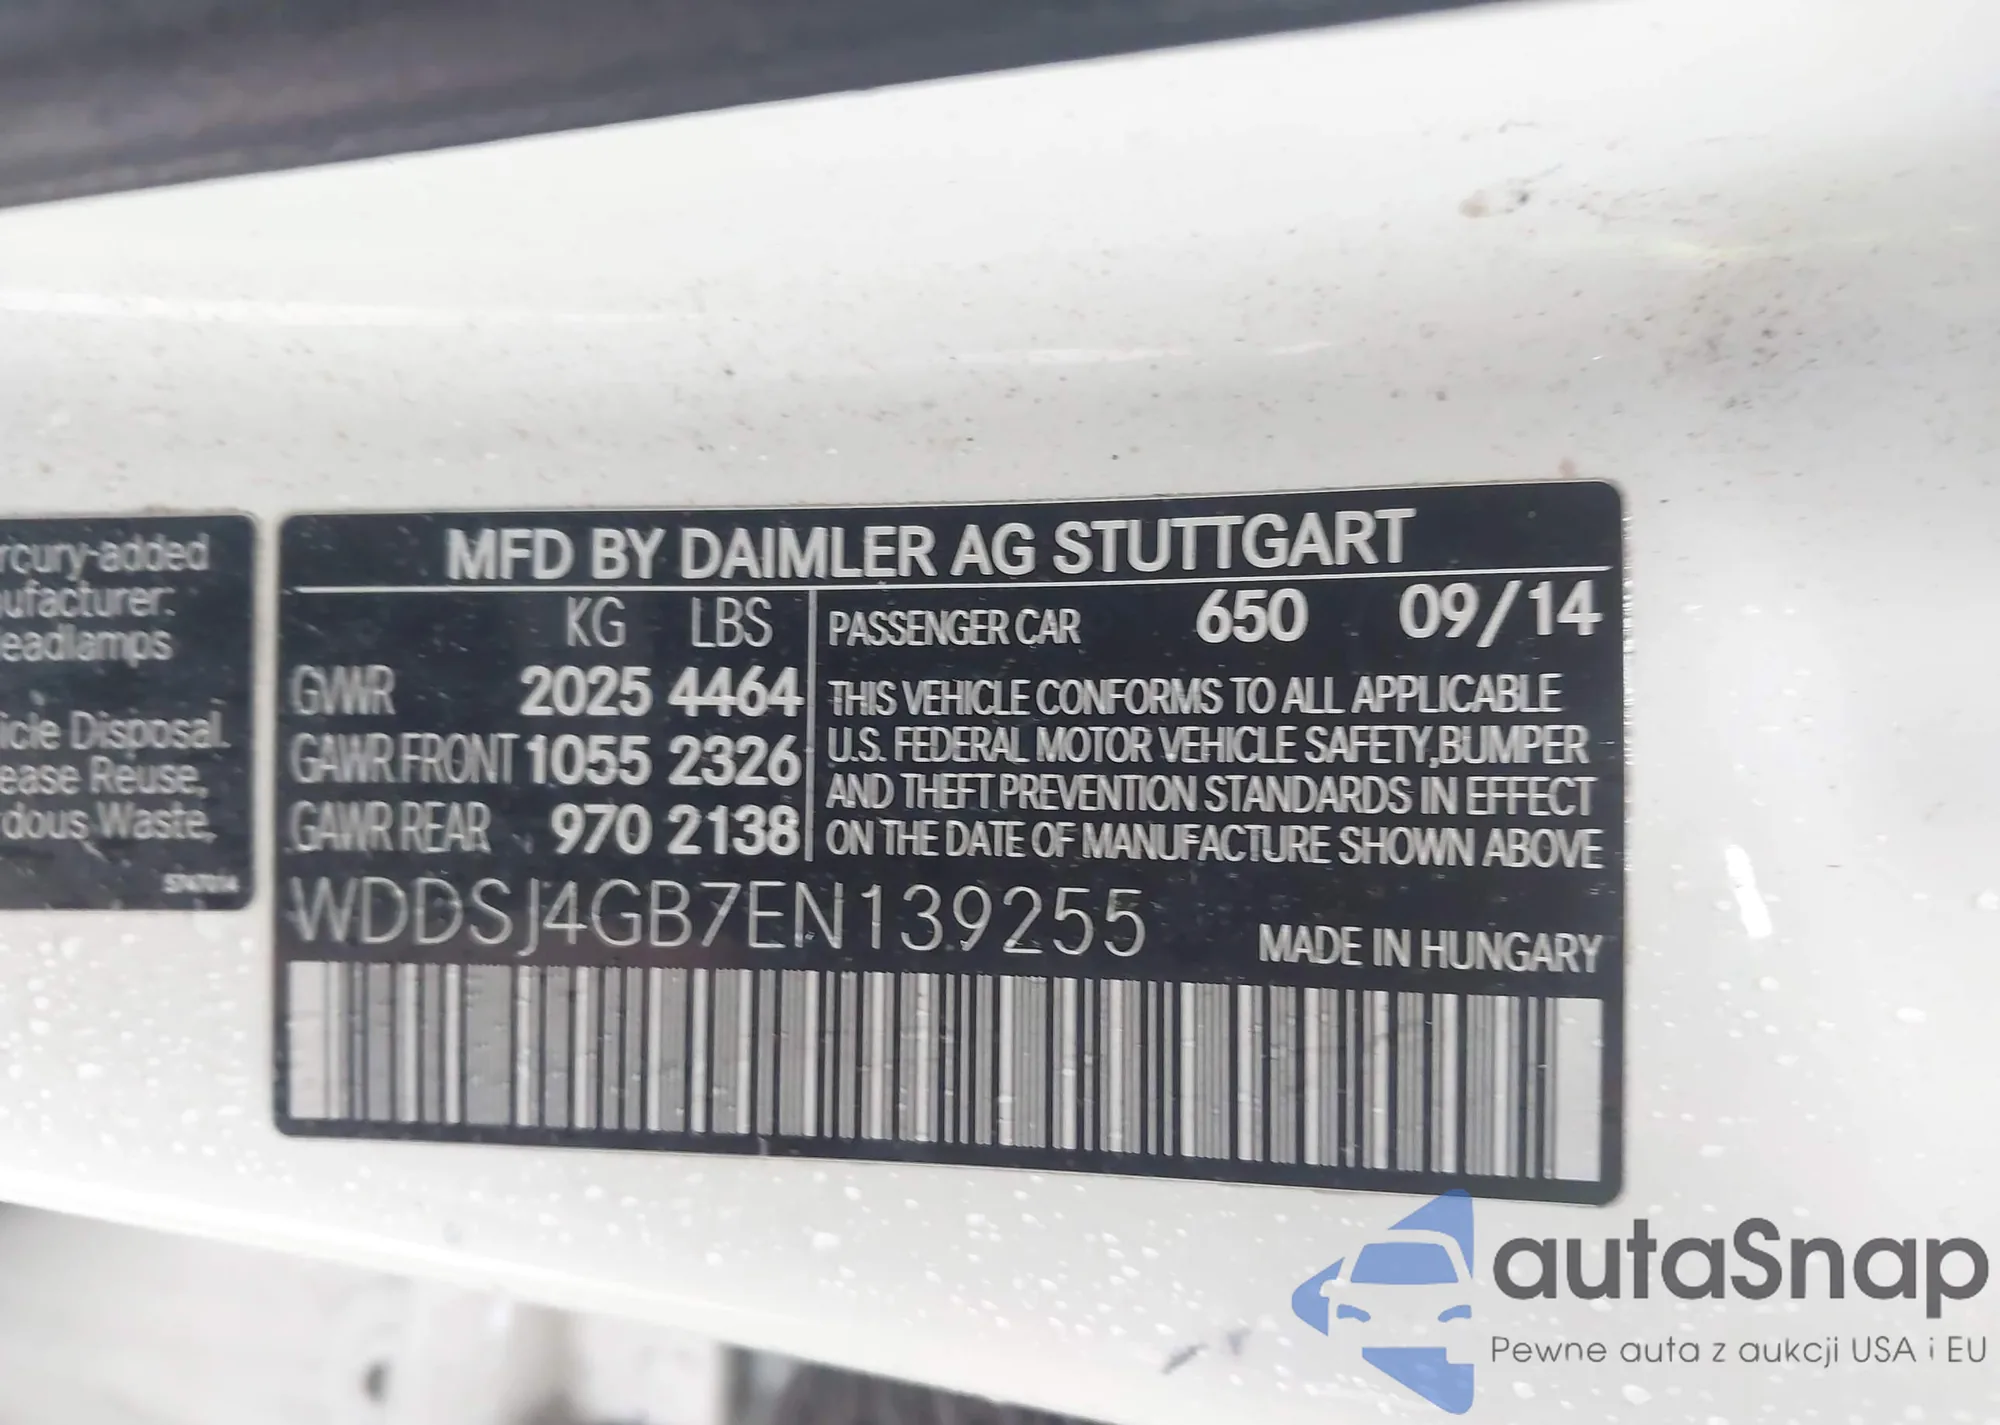 rcury-added
ufacturer:
eadlamps
icle Disposal.
ease Reuse,
dous Waste,
MFD BY DAIMLER AG STUTTGART
KG LBS
GVWR 2025 4464
GAWR FRONT 1055 2326
GAWR REAR 970 2138
PASSENGER CAR 650 09/14
THIS VEHICLE CONFORMS TO ALL APPLICABLE
U.S. FEDERAL MOTOR VEHICLE SAFETY,BUMPER
AND THEFT PREVENTION STANDARDS IN EFFECT
ON THE DATE OF MANUFACTURE SHOWN ABOVE
WDDSJ4GB7EN139255
MADE IN HUNGARY
autaSnap
Pewne auta z aukcji USA i EU